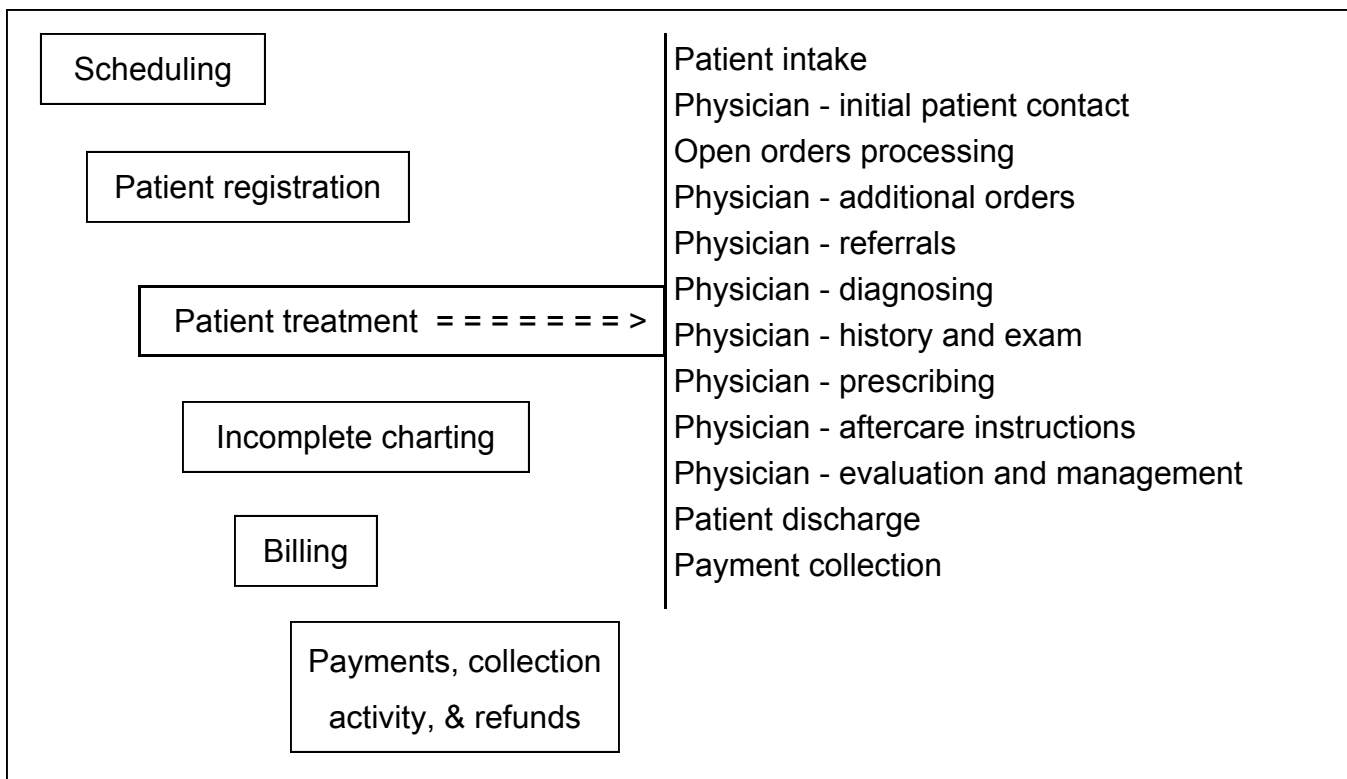 Scheduling
Patient registration
Patient treatment = = = = = = = >
Incomplete charting
Billing
Payments, collection
activity, & refunds
Patient intake
Physician - initial patient contact
Open orders processing
Physician - additional orders
Physician - referrals
Physician - diagnosing
Physician - history and exam
Physician - prescribing
Physician - aftercare instructions
Physician - evaluation and management
Patient discharge
Payment collection